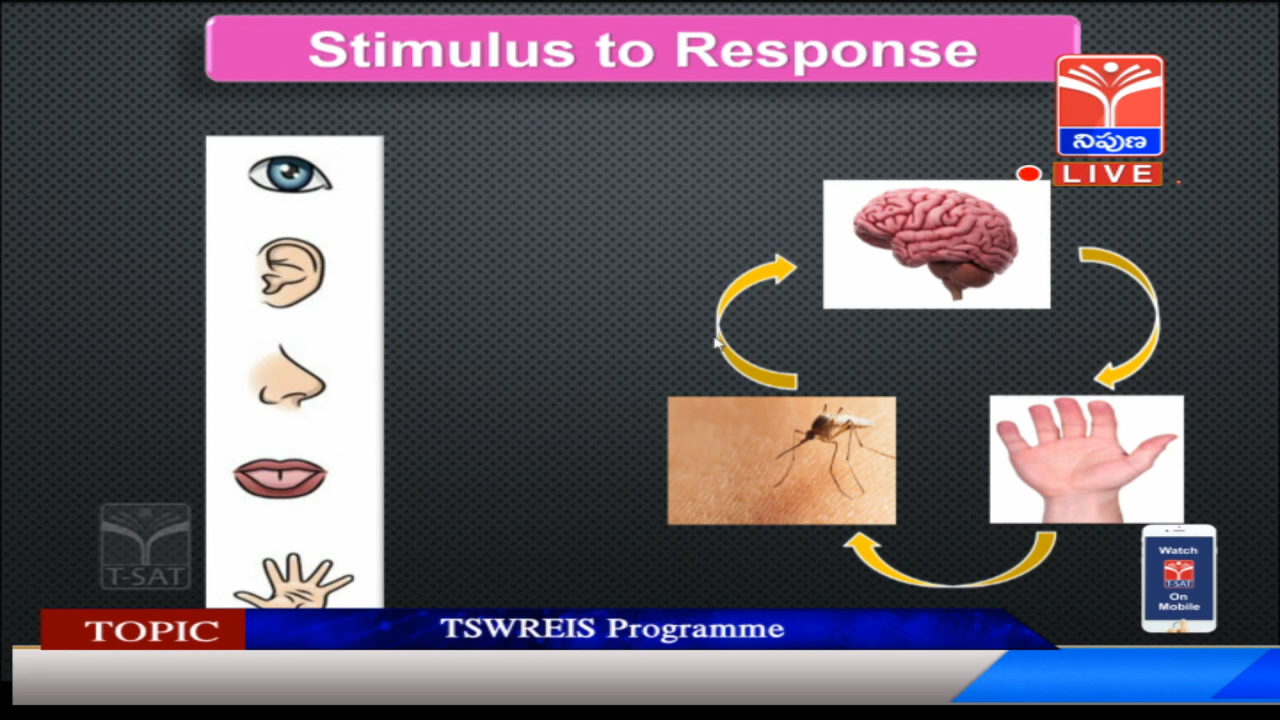 Stimulus to Response
నిపుణ
LIVE
Watch
T-SAT
On
Mobile
T-SAT
TOPIC
TSWREIS Programme